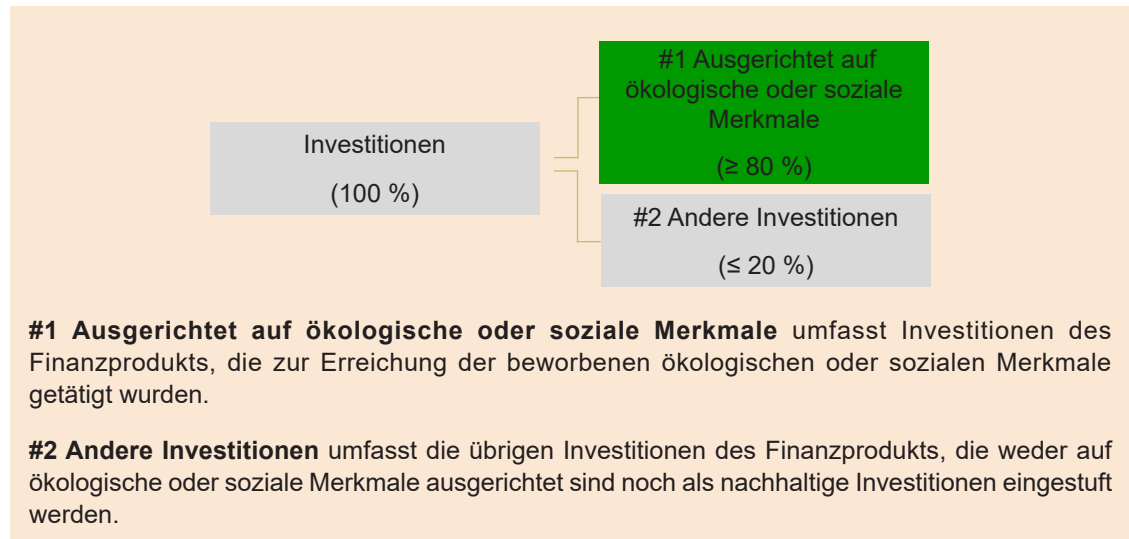 #1 Ausgerichtet auf
ökologische oder soziale
Merkmale
(≥ 80 %)
Investitionen
(100 %)
#2 Andere Investitionen
(≤ 20 %)
#1 Ausgerichtet auf ökologische oder soziale Merkmale umfasst Investitionen des
Finanzprodukts, die zur Erreichung der beworbenen ökologischen oder sozialen Merkmale
getätigt wurden.
#2 Andere Investitionen umfasst die übrigen Investitionen des Finanzprodukts, die weder auf
ökologische oder soziale Merkmale ausgerichtet sind noch als nachhaltige Investitionen eingestuft
werden.